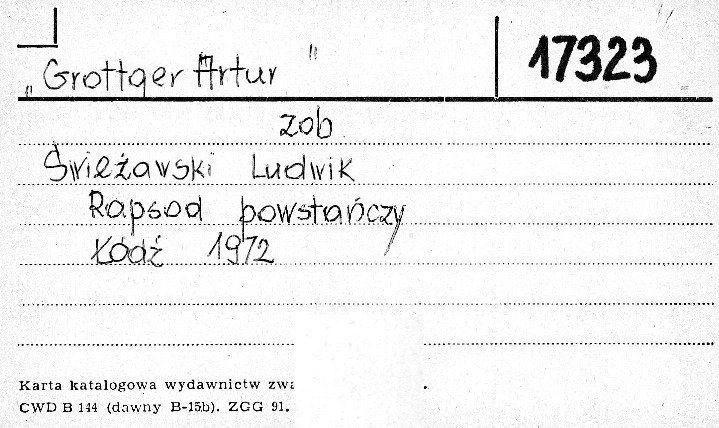 „Grottger Artur" 17323
zob
Świeżawski Ludwik
Rapsod powstańczy
Łódź 1972
Karta katalogowa wydawnictw
CWD B 144 (dawny B-15b). ZGG 91.